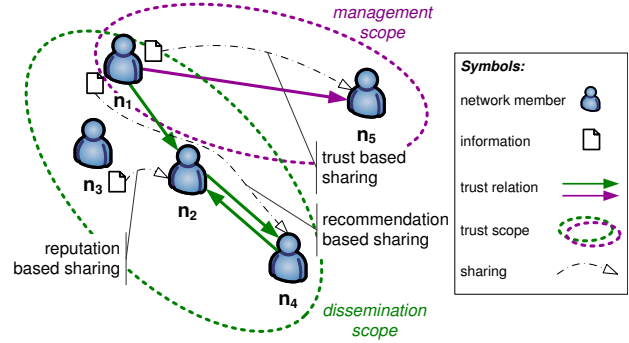 management
scope
n1
n5
n3
n2
trust based
sharing
recommendation
based sharing
reputation
based sharing
n4
dissemination
scope
Symbols:
network member
information
trust relation
trust scope
sharing